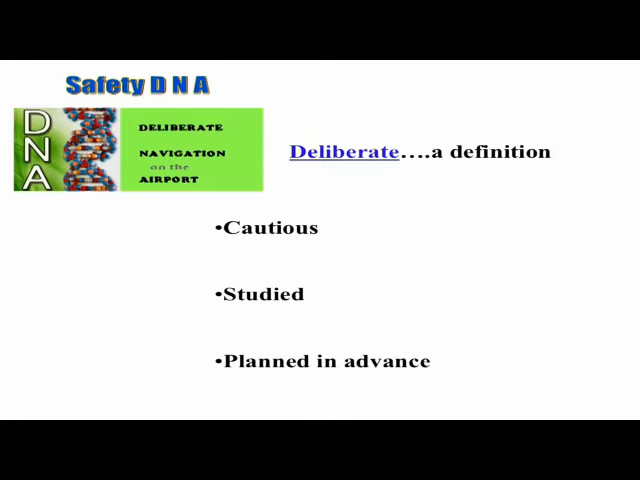 Safety D N A
D
N
A
DELIBERATE
NAVIGATION
on the
AIRPORT
Deliberate….a definition
•Cautious
•Studied
•Planned in advance